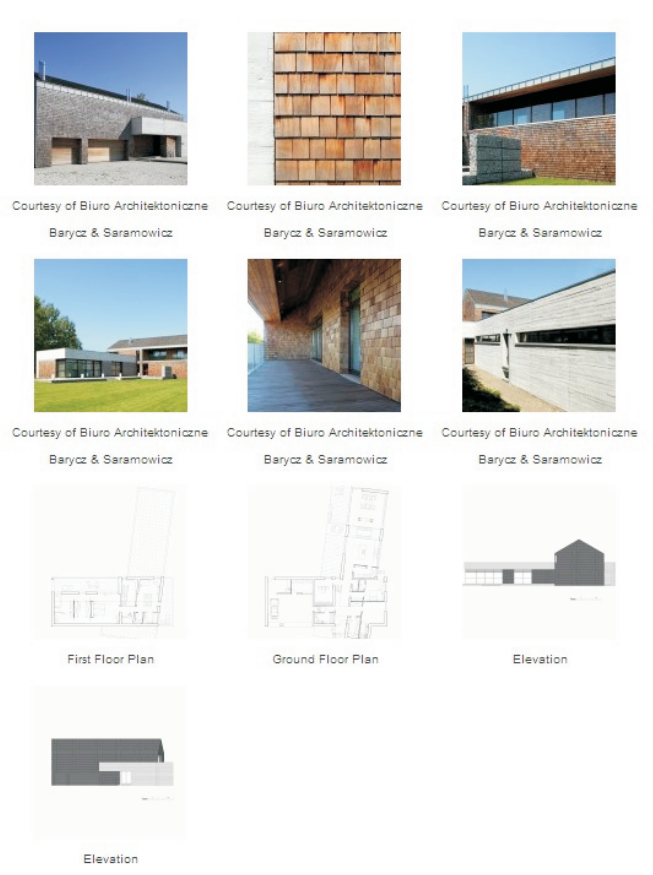 Courtesy of Biuro Architektoniczne
Barycz & Saramowicz
Courtesy of Biuro Architektoniczne
Barycz & Saramowicz
Courtesy of Biuro Architektoniczne
Barycz & Saramowicz
Courtesy of Biuro Architektoniczne
Barycz & Saramowicz
Courtesy of Biuro Architektoniczne
Barycz & Saramowicz
Courtesy of Biuro Architektoniczne
Barycz & Saramowicz
First Floor Plan
Ground Floor Plan
Elevation
Elevation